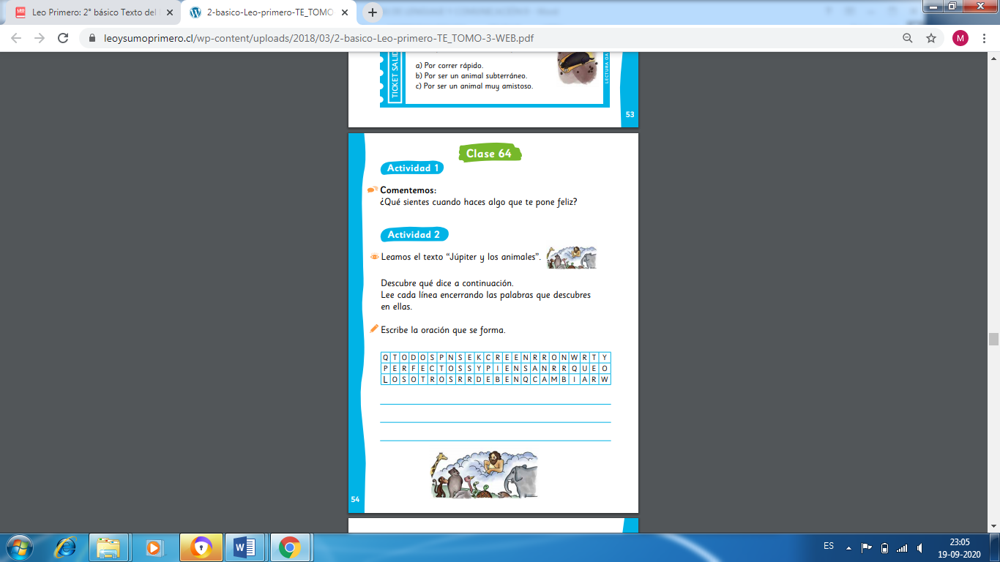 Leo Primero: 2° básico Texto del
2-basico-Leo-primero-TE_TOMO-
leoysumoprimero.cl/wp-content/uploads/2018/03/2-basico-Leo-primero-TE_TOMO-3-WEB.pdf
M
TICKET SALID
a) Por correr rápido.
b) Por ser un animal subterráneo.
c) Por ser un animal muy amistoso.
LECTURA
53
Clase 64
Actividad 1
Comentemos:
¿Qué sientes cuando haces algo que te pone feliz?
Actividad 2
Leamos el texto “Júpiter y los animales”.
Descubre qué dice a continuación.
Lee cada línea encerrando las palabras que descubres
en ellas.
Escribe la oración que se forma.
Q T O D O S P N S E K C R E E N R R O N W R T Y
P E R F E C T O S S Y P I E N S A N R R Q U E O
L O S O T R O S R R D E B E N Q C A M B I A R W
54
ES
23:05
19-09-2020